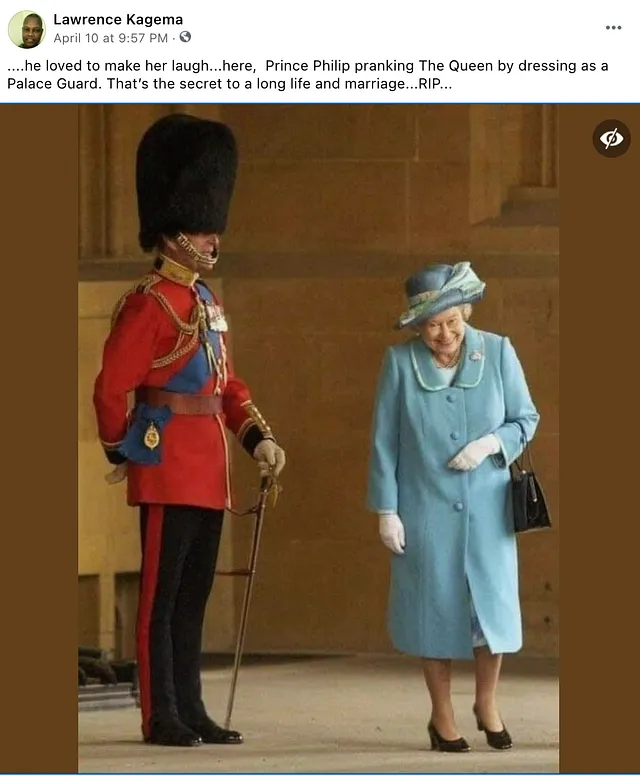 Lawrence Kagema
April 10 at 9:57 PM ·
....he loved to make her laugh...here, Prince Philip pranking The Queen by dressing as a
Palace Guard. That's the secret to a long life and marriage...RIP...